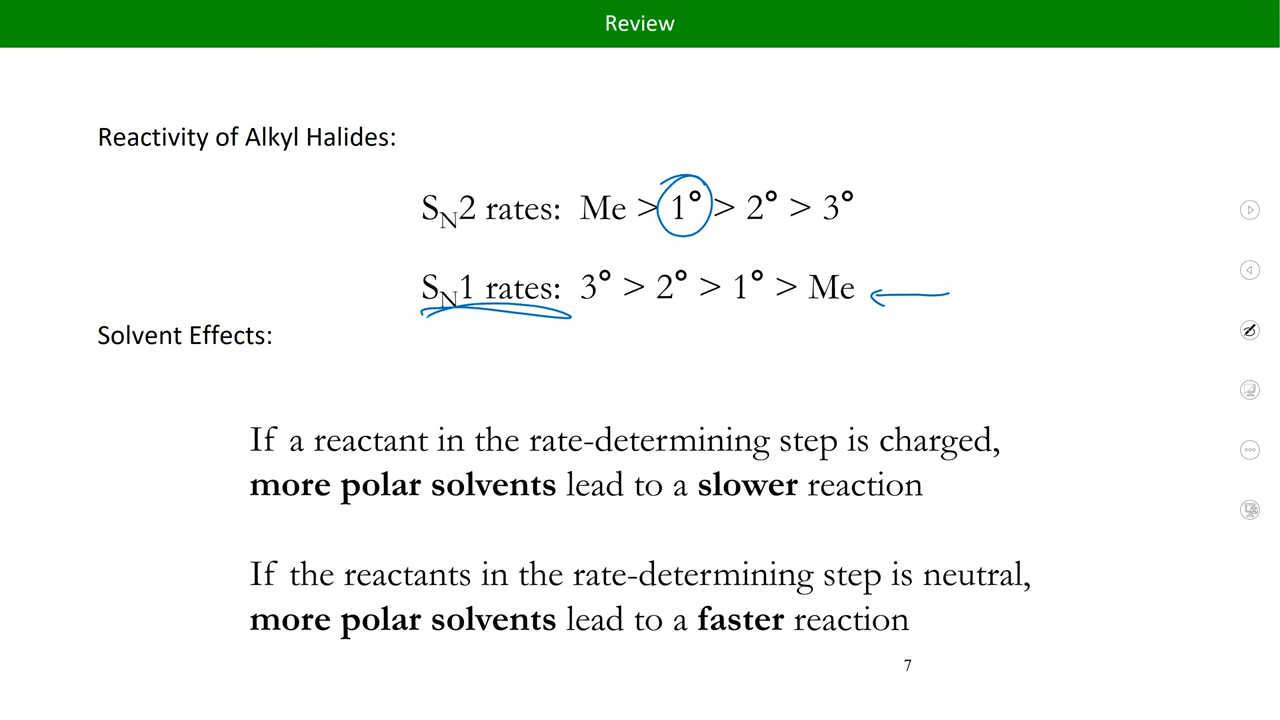 Review
Reactivity of Alkyl Halides:
SN2 rates: Me > 1° > 2° > 3°
SN1 rates: 3° > 2° > 1° > Me
Solvent Effects:
If a reactant in the rate-determining step is charged,
more polar solvents lead to a slower reaction
If the reactants in the rate-determining step is neutral,
more polar solvents lead to a faster reaction
7